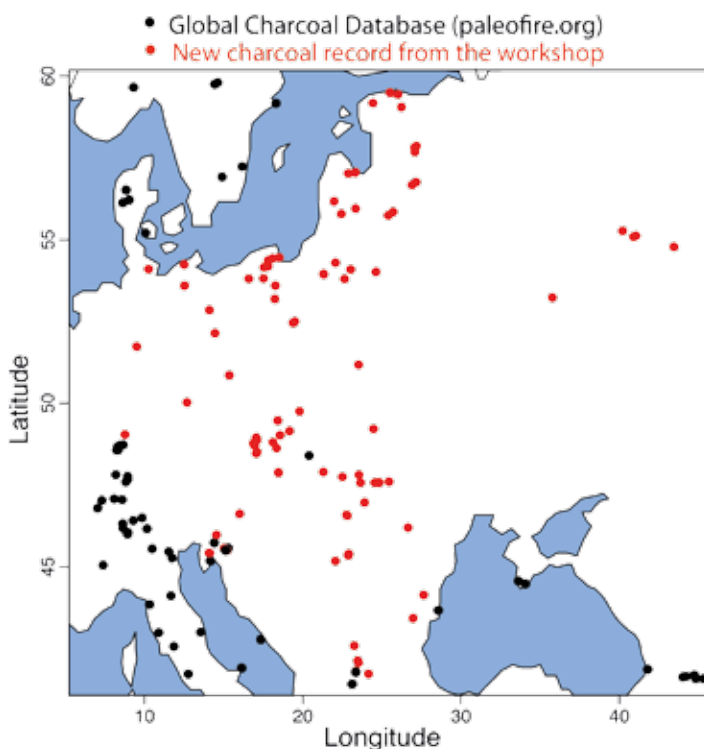 Global Charcoal Database (paleofire.org)
New charcoal record from the workshop
60
55
50
45
Latitude
10 20 30 40
Longitude